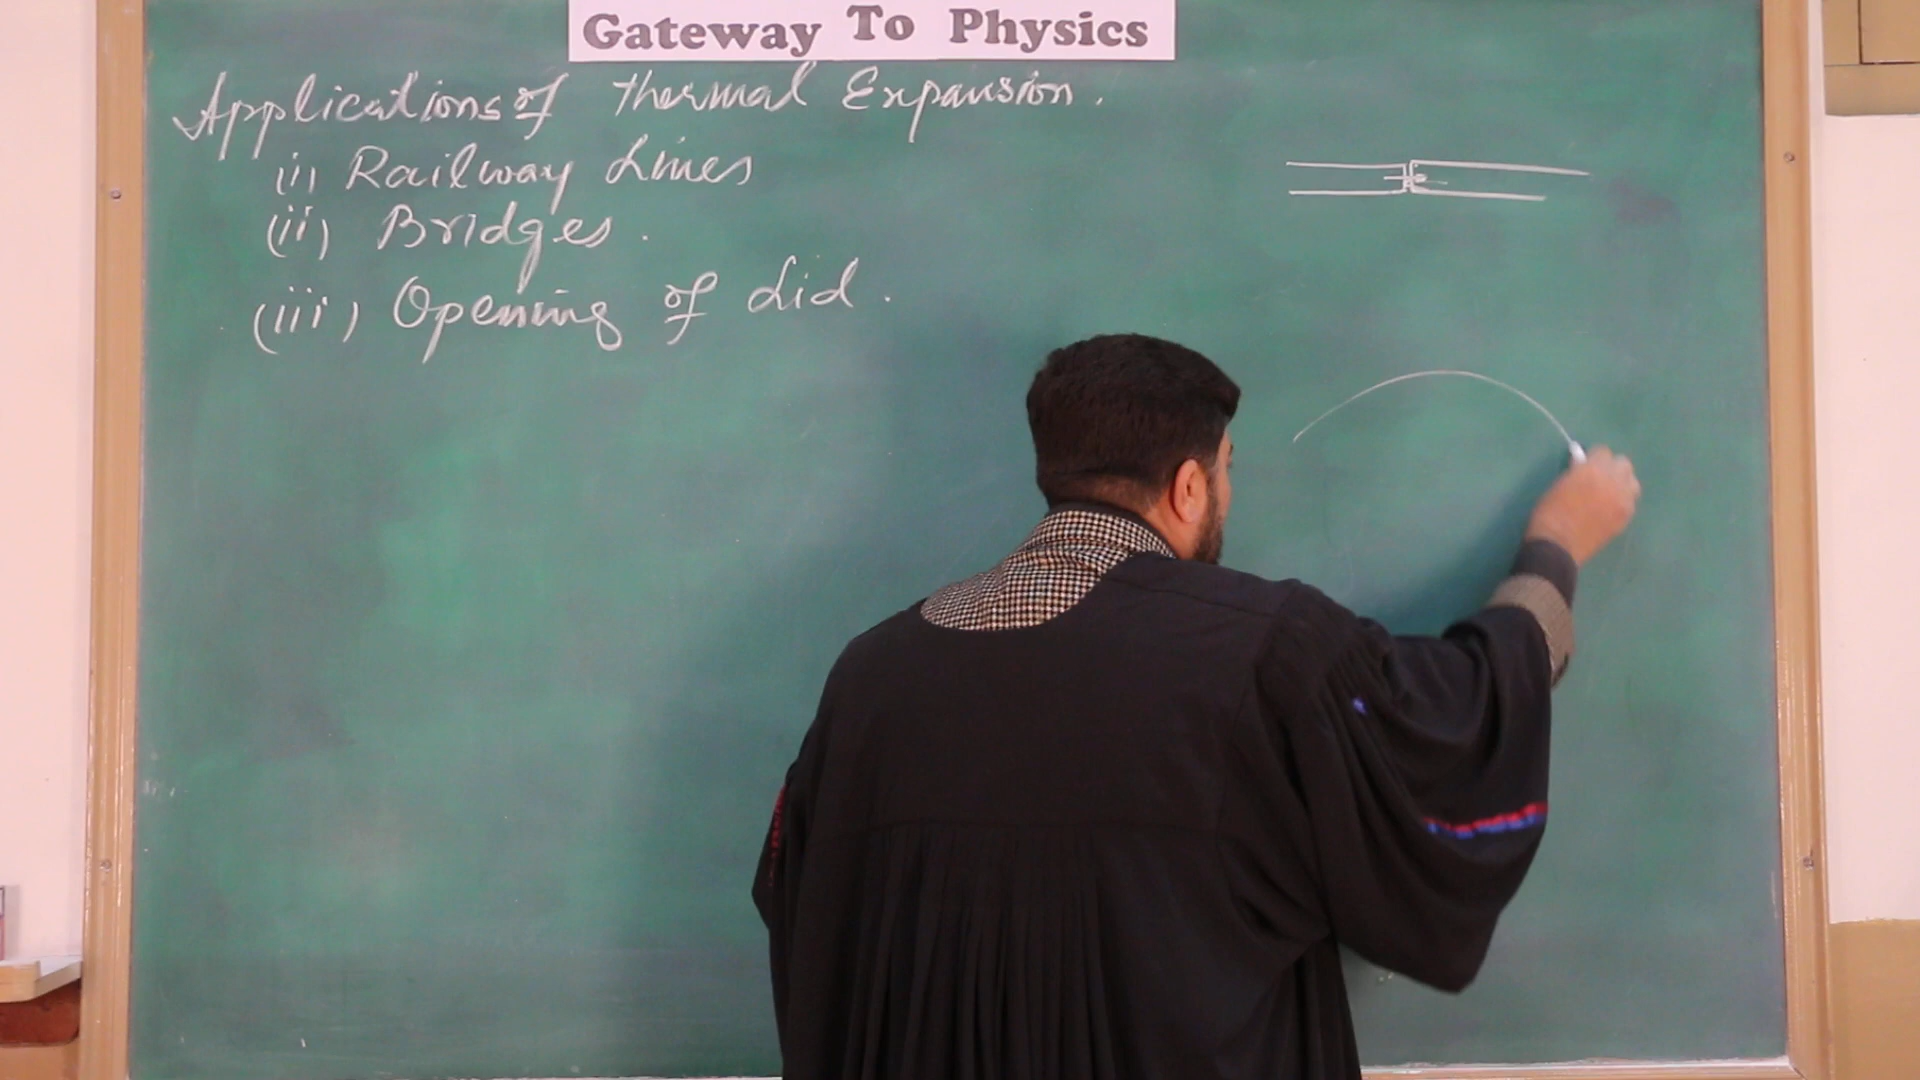 Gateway To Physics
Applications of Thermal Expansion.
(i) Railway Lines
(ii) Bridges.
(iii) Opening of Lid.